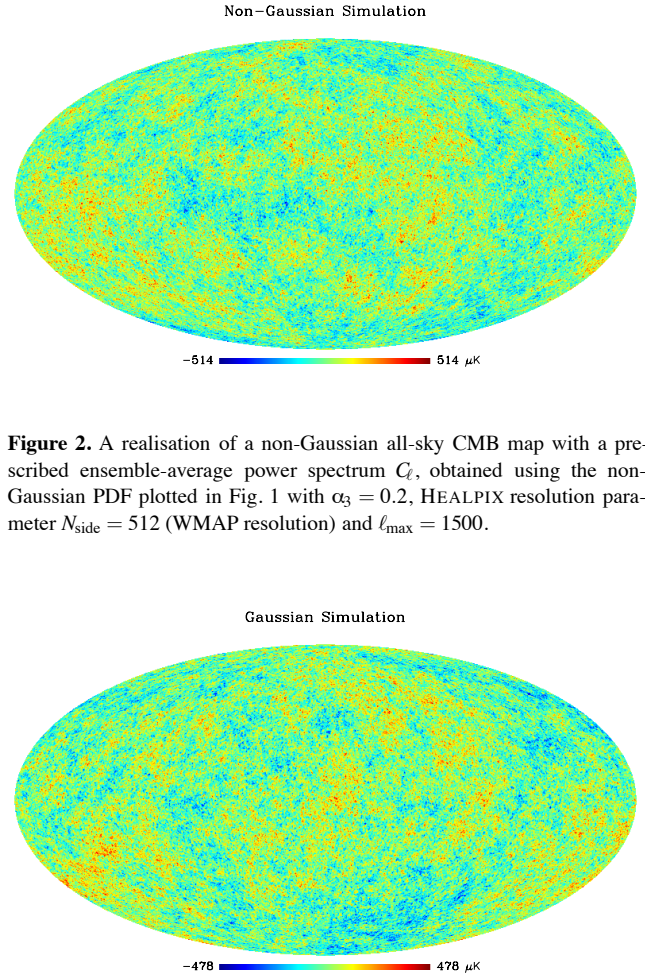 Non-Gaussian Simulation
-514 514 μK
Figure 2. A realisation of a non-Gaussian all-sky CMB map with a pre-
scribed ensemble-average power spectrum Cℓ, obtained using the non-
Gaussian PDF plotted in Fig. 1 with α3 = 0.2, HEALPIX resolution para-
meter Nside = 512 (WMAP resolution) and ℓmax = 1500.
Gaussian Simulation
-478 478 μK